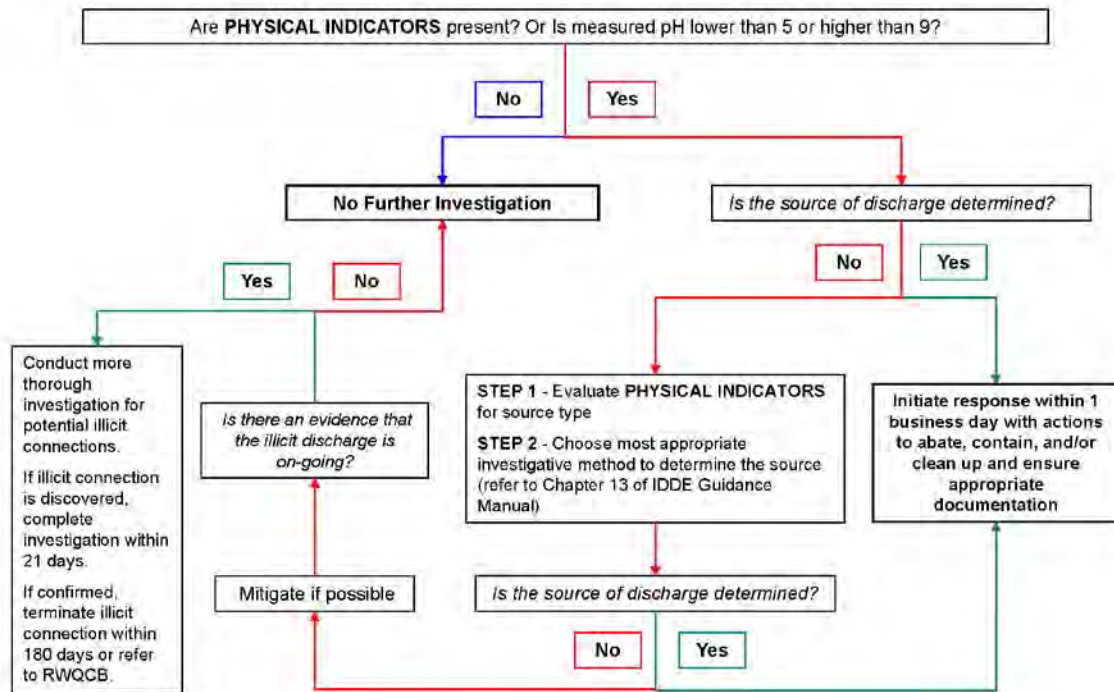 Are PHYSICAL INDICATORS present? Or Is measured pH lower than 5 or higher than 9?
No
Yes
No Further Investigation
Is the source of discharge determined?
Yes
No
No
Yes
Conduct more
thorough
investigation for
potential illicit
connections.
If illicit connection
is discovered,
complete
investigation within
21 days.
If confirmed,
terminate illicit
connection within
180 days or refer
to RWQCB.
Is there an evidence that
the illicit discharge is
on-going?
STEP 1 - Evaluate PHYSICAL INDICATORS
for source type
STEP 2 - Choose most appropriate
investigative method to determine the source
(refer to Chapter 13 of IDDE Guidance
Manual)
Initiate response within 1
business day with actions
to abate, contain, and/or
clean up and ensure
appropriate
documentation
Mitigate if possible
Is the source of discharge determined?
No
Yes